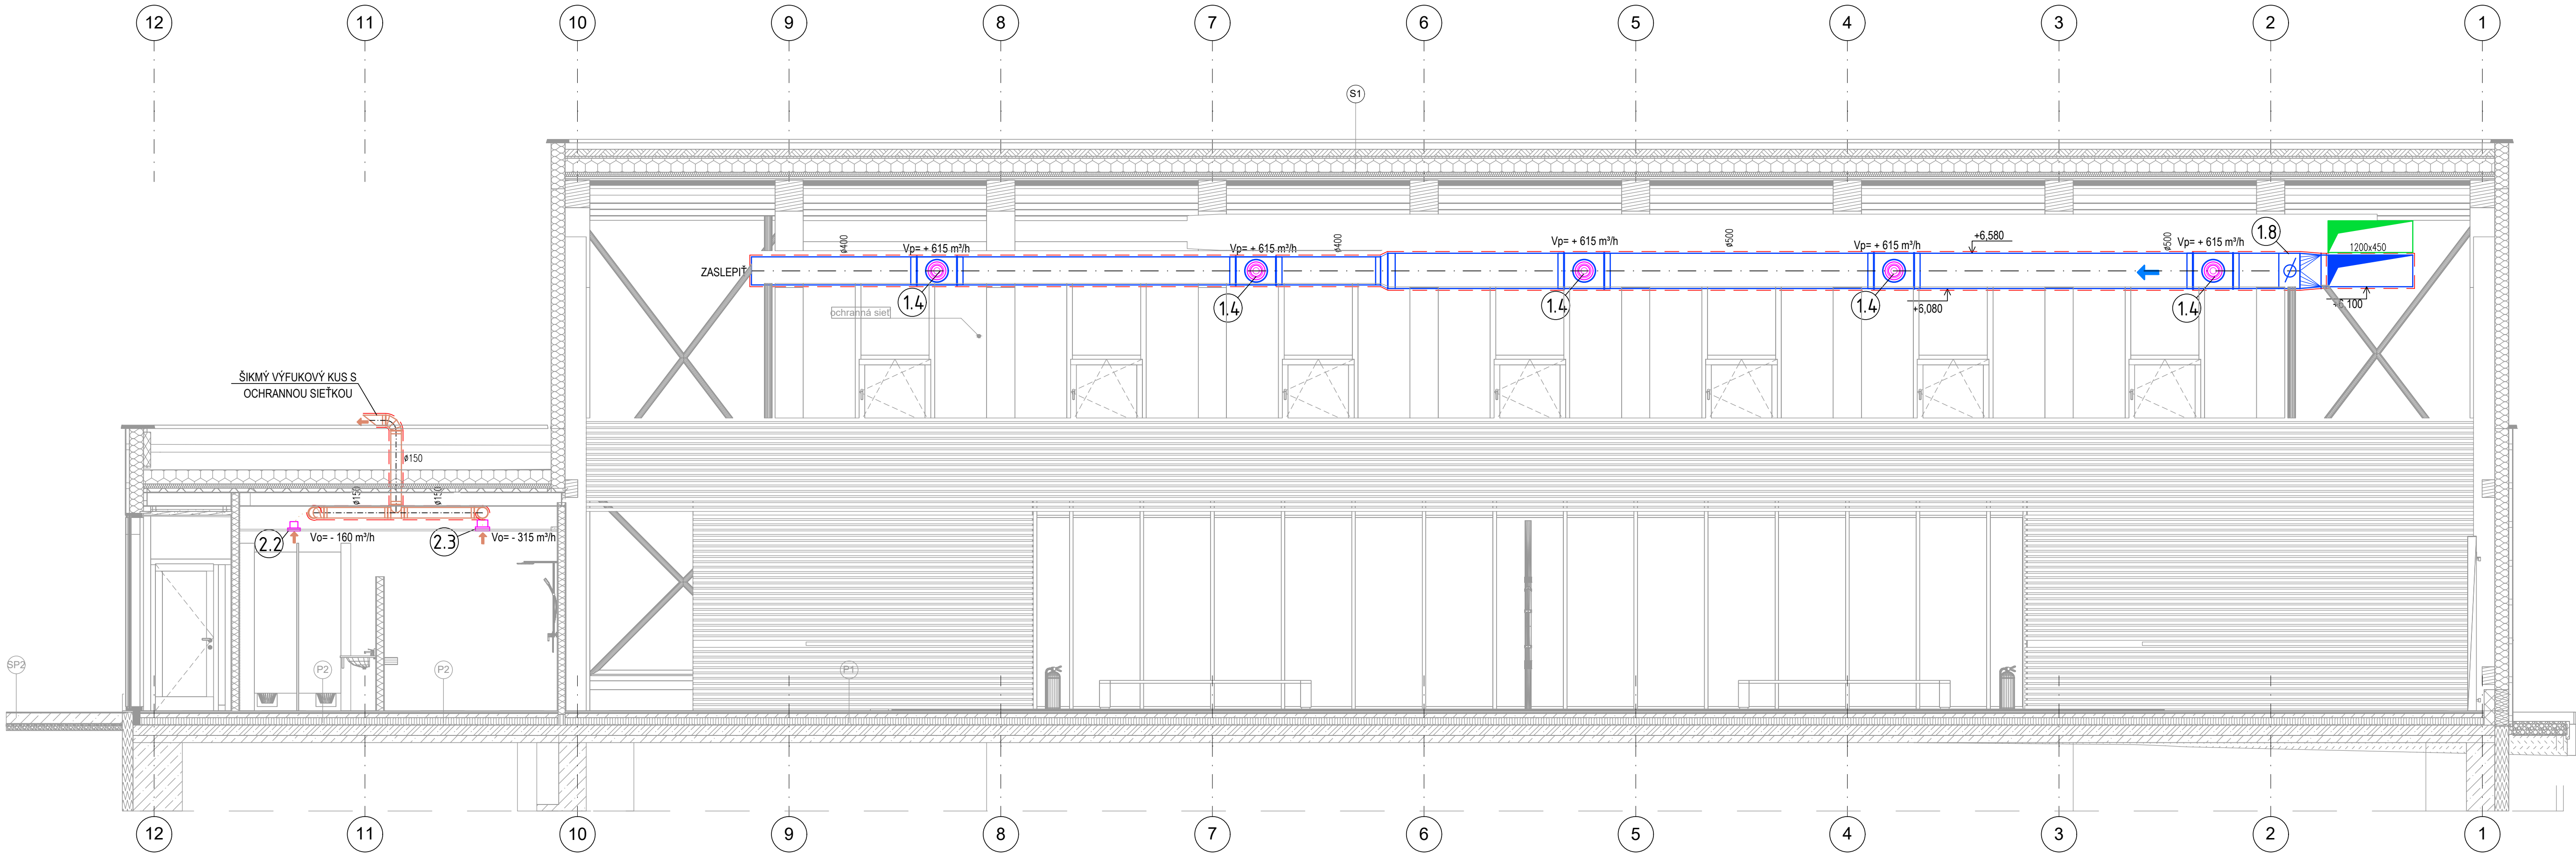 12 11 10 9 8 7 6 5 4 3 2 1
S1
ø400
Vp= + 615 m³/h
Vp= + 615 m³/h
ø400
Vp= + 615 m³/h
ø500
Vp= + 615 m³/h
+6,580
ø500
Vp= + 615 m³/h
1.8
1200x450
ZASLEPIŤ
1.4
1.4
1.4
1.4
1.4
+6,080
+6,100
ochranná sieť
ŠIKMÝ VÝFUKOVÝ KUS S
OCHRANNOU SIEŤKOU
ø150
ø150
ø150
2.2
Vo= - 160 m³/h
2.3
Vo= - 315 m³/h
SP2
P2
P2
P1
12 11 10 9 8 7 6 5 4 3 2 1